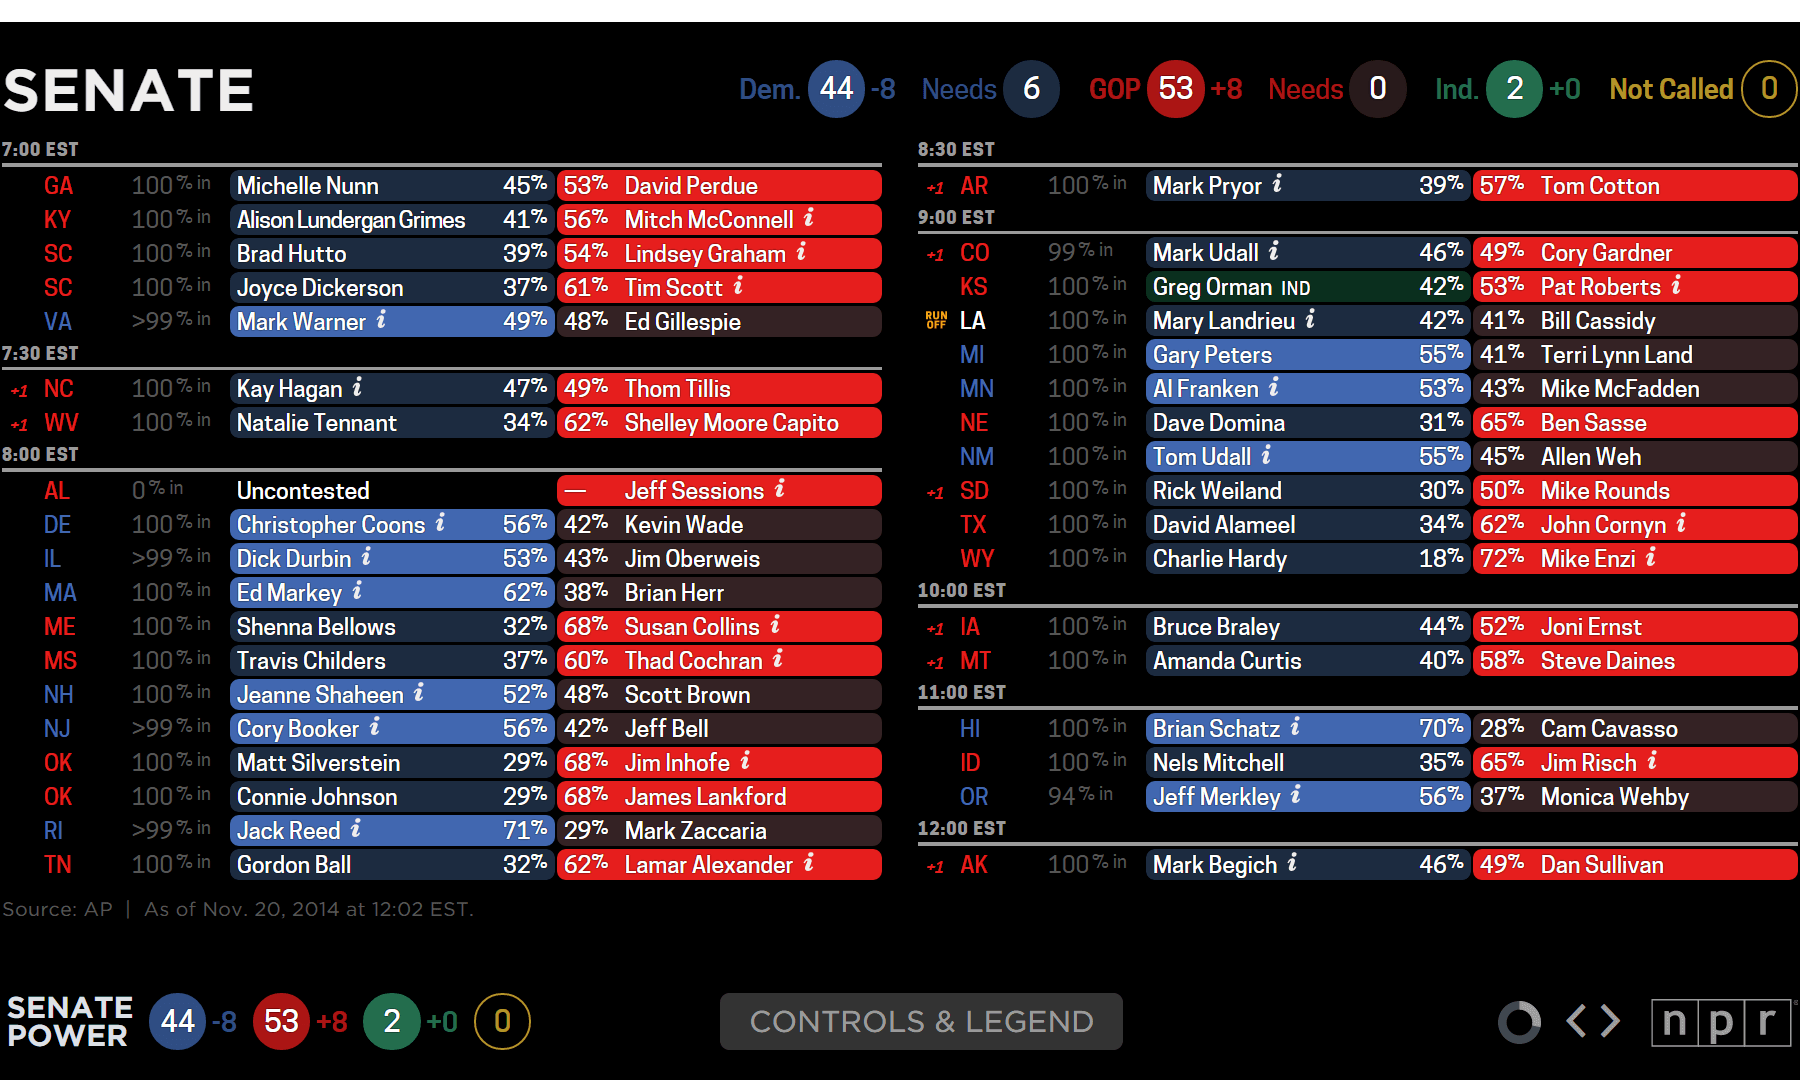 SENATE
Dem. 44 -8 Needs 6 GOP 53 +8 Needs 0 Ind. 2 +0 Not Called 0
7:00 EST
GA 100% in Michelle Nunn 45% 53% David Perdue
KY 100% in Alison Lundergan Grimes 41% 56% Mitch McConnell i
SC 100% in Brad Hutto 39% 54% Lindsey Graham i
SC 100% in Joyce Dickerson 37% 61% Tim Scott i
VA >99% in Mark Warner i 49% 48% Ed Gillespie
7:30 EST
+1 NC 100% in Kay Hagan i 47% 49% Thom Tillis
+1 WV 100% in Natalie Tennant 34% 62% Shelley Moore Capito
8:00 EST
AL 0% in Uncontested — Jeff Sessions i
DE 100% in Christopher Coons i 56% 42% Kevin Wade
IL >99% in Dick Durbin i 53% 43% Jim Oberweis
MA 100% in Ed Markey i 62% 38% Brian Herr
ME 100% in Shenna Bellows 32% 68% Susan Collins i
MS 100% in Travis Childers 37% 60% Thad Cochran i
NH 100% in Jeanne Shaheen i 52% 48% Scott Brown
NJ >99% in Cory Booker i 56% 42% Jeff Bell
OK 100% in Matt Silverstein 29% 68% Jim Inhofe i
OK 100% in Connie Johnson 29% 68% James Lankford
RI >99% in Jack Reed i 71% 29% Mark Zaccaria
TN 100% in Gordon Ball 32% 62% Lamar Alexander i
8:30 EST
+1 AR 100% in Mark Pryor i 39% 57% Tom Cotton
9:00 EST
+1 CO 99% in Mark Udall i 46% 49% Cory Gardner
KS 100% in Greg Orman IND 42% 53% Pat Roberts i
RUN OFF LA 100% in Mary Landrieu i 42% 41% Bill Cassidy
MI 100% in Gary Peters 55% 41% Terri Lynn Land
MN 100% in Al Franken i 53% 43% Mike McFadden
NE 100% in Dave Domina 31% 65% Ben Sasse
NM 100% in Tom Udall i 55% 45% Allen Weh
+1 SD 100% in Rick Weiland 30% 50% Mike Rounds
TX 100% in David Alameel 34% 62% John Cornyn i
WY 100% in Charlie Hardy 18% 72% Mike Enzi i
10:00 EST
+1 IA 100% in Bruce Braley 44% 52% Joni Ernst
+1 MT 100% in Amanda Curtis 40% 58% Steve Daines
11:00 EST
HI 100% in Brian Schatz i 70% 28% Cam Cavasso
ID 100% in Nels Mitchell 35% 65% Jim Risch i
OR 94% in Jeff Merkley i 56% 37% Monica Wehby
12:00 EST
+1 AK 100% in Mark Begich i 46% 49% Dan Sullivan
Source: AP | As of Nov. 20, 2014 at 12:02 EST.
SENATE
POWER
44 -8 53 +8 2 +0 0
CONTROLS & LEGEND
npr